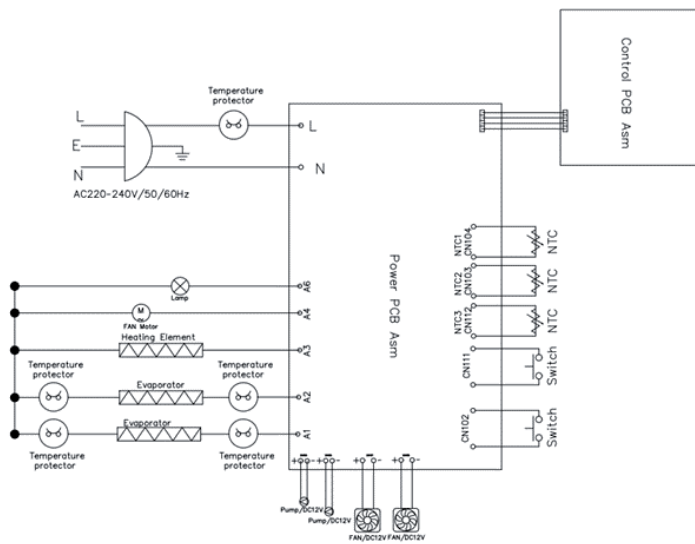 Control PCB Asm
Temperature
protector
L
L
E
N
N
AC220-240V/50/60Hz
Power PCB Asm
NTC1
CN104
NTC
NTC2
CN103
NTC
NTC3
CN112
NTC
CN111
Switch
CN102
Switch
Lamp
A6
M
FAN Motor
A4
Heating Element
A3
Temperature
protector
Evaporator
Temperature
protector
A2
Evaporator
A1
Temperature
protector
Temperature
protector
+ -
+ -
+ -
+ -
Pump/DC12V
Pump/DC12V
FAN/DC12V
FAN/DC12V